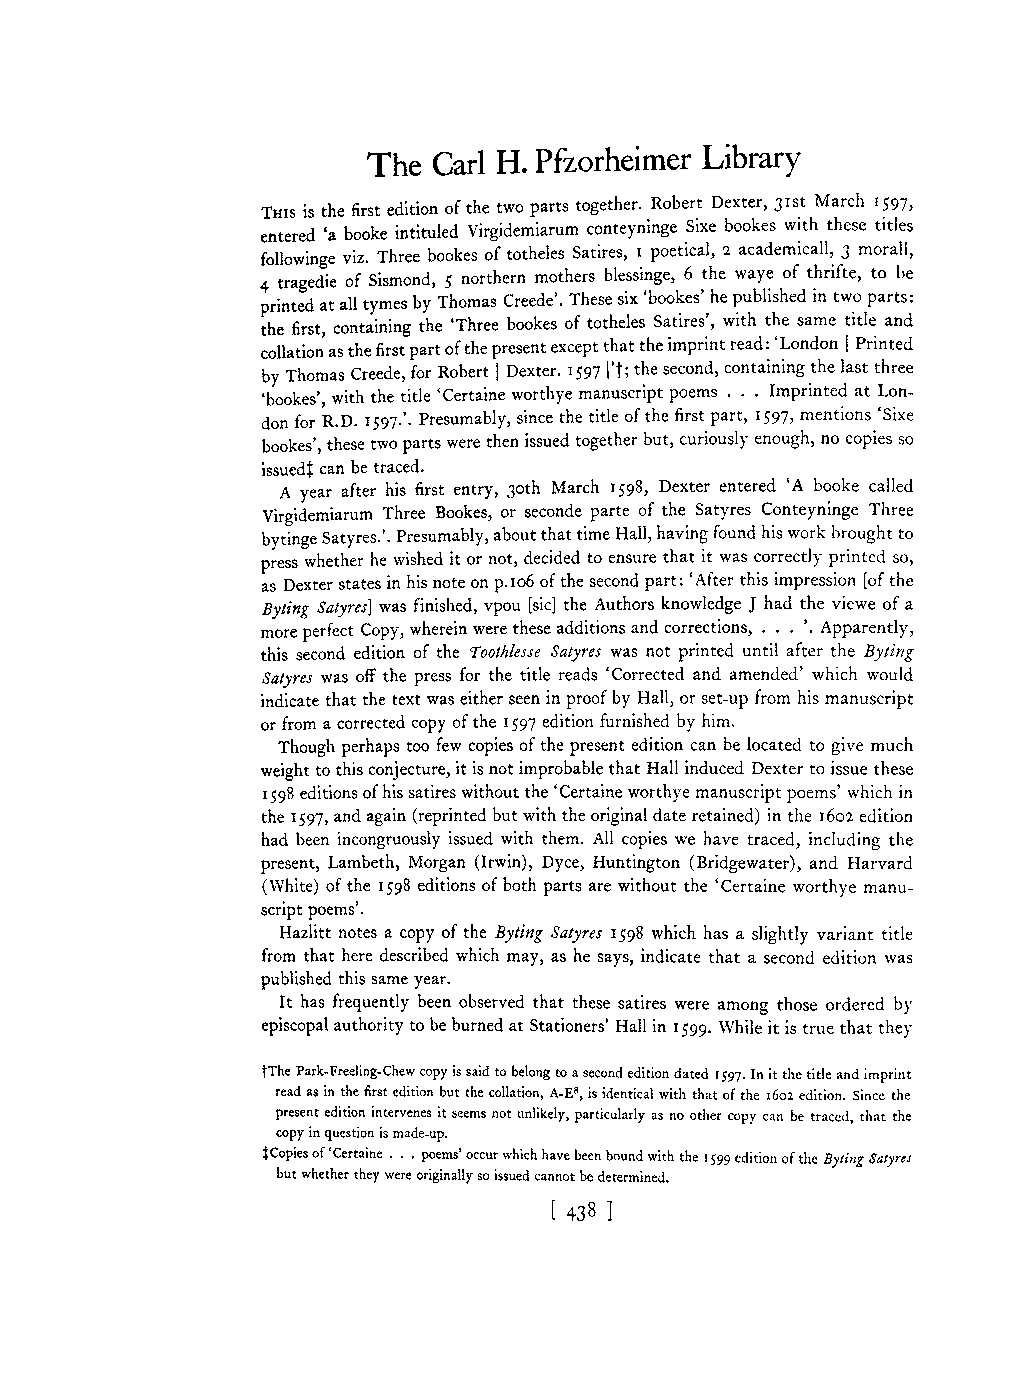 The Carl H. Pfzorheimer Library
THIS is the first edition of the two parts together. Robert Dexter, 31st March 1597,
entered ‘a booke intituled Virgidemiarum conteyninge Sixe bookes with these titles
followinge viz. Three bookes of totheles Satires, 1 poetical, 2 academicall, 3 morall,
4 tragedie of Sismond, 5 northern mothers blessinge, 6 the waye of thrifte, to be
printed at all tymes by Thomas Creede’. These six ‘bookes’ he published in two parts:
the first, containing the ‘Three bookes of totheles Satires’, with the same title and
collation as the first part of the present except that the imprint read: ‘London | Printed
by Thomas Creede, for Robert | Dexter. 1597 |’†; the second, containing the last three
‘bookes’, with the title ‘Certaine worthye manuscript poems . . . Imprinted at Lon-
don for R.D. 1597.’. Presumably, since the title of the first part, 1597, mentions ‘Sixe
bookes’, these two parts were then issued together but, curiously enough, no copies so
issued‡ can be traced.
A year after his first entry, 30th March 1598, Dexter entered ‘A booke called
Virgidemiarum Three Bookes, or seconde parte of the Satyres Conteyninge Three
bytinge Satyres.’. Presumably, about that time Hall, having found his work brought to
press whether he wished it or not, decided to ensure that it was correctly printed so,
as Dexter states in his note on p.106 of the second part: ‘After this impression [of the
Byting Satyres] was finished, vpou [sic] the Authors knowledge J had the viewe of a
more perfect Copy, wherein were these additions and corrections, . . . ’. Apparently,
this second edition of the Toothlesse Satyres was not printed until after the Byting
Satyres was off the press for the title reads ‘Corrected and amended’ which would
indicate that the text was either seen in proof by Hall, or set-up from his manuscript
or from a corrected copy of the 1597 edition furnished by him.
Though perhaps too few copies of the present edition can be located to give much
weight to this conjecture, it is not improbable that Hall induced Dexter to issue these
1598 editions of his satires without the ‘Certaine worthye manuscript poems’ which in
the 1597, and again (reprinted but with the original date retained) in the 1602 edition
had been incongruously issued with them. All copies we have traced, including the
present, Lambeth, Morgan (Irwin), Dyce, Huntington (Bridgewater), and Harvard
(White) of the 1598 editions of both parts are without the ‘Certaine worthye manu-
script poems’.
Hazlitt notes a copy of the Byting Satyres 1598 which has a slightly variant title
from that here described which may, as he says, indicate that a second edition was
published this same year.
It has frequently been observed that these satires were among those ordered by
episcopal authority to be burned at Stationers’ Hall in 1599. While it is true that they
†The Park-Freeling-Chew copy is said to belong to a second edition dated 1597. In it the title and imprint
read as in the first edition but the collation, A-E⁸, is identical with that of the 1602 edition. Since the
present edition intervenes it seems not unlikely, particularly as no other copy can be traced, that the
copy in question is made-up.
‡Copies of ‘Certaine . . . poems’ occur which have been bound with the 1599 edition of the Byting Satyres
but whether they were originally so issued cannot be determined.
[ 438 ]